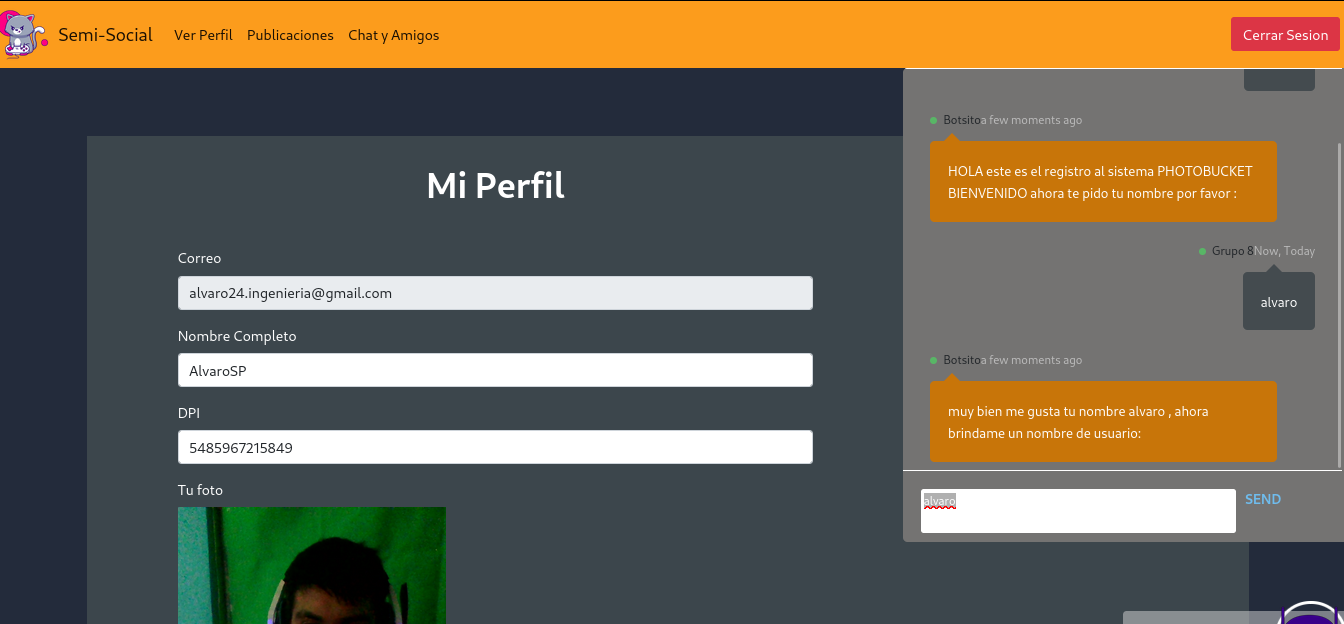 Semi-Social
Ver Perfil
Publicaciones
Chat y Amigos
Cerrar Sesion
Mi Perfil
Correo
alvaro24.ingenieria@gmail.com
Nombre Completo
AlvaroSP
DPI
5485967215849
Tu foto
Botsitoa few moments ago
HOLA este es el registro al sistema PHOTOBUCKET
BIENVENIDO ahora te pido tu nombre por favor :
Grupo 8Now, Today
alvaro
Botsitoa few moments ago
muy bien me gusta tu nombre alvaro , ahora
brindame un nombre de usuario:
alvaro
SEND